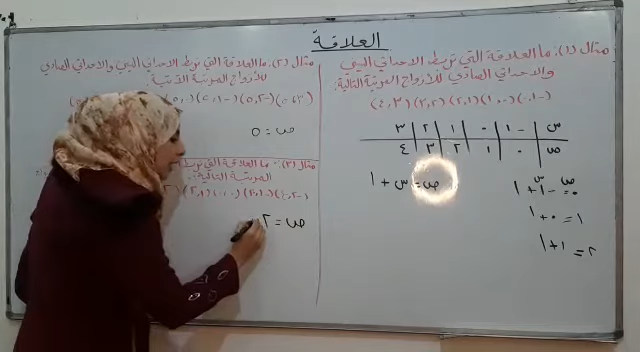 العلاقة
مثال (١): ما العلاقة التي تربط الاحداثي السيني
والاحداثي الصادي للأزواج المرتبة التالية:
(-١,٠) (٠,١) (١,٢) (٢,٣) (٣,٤)
س | -١ | ٠ | ١ | ٢ | ٣
ص | ٠ | ١ | ٢ | ٣ | ٤
ص = س + ١
ص س
٠ = -١ + ١
١ = ٠ + ١
٢ = ١ + ١
مثال (٢): ما العلاقة التي تربط الاحداثي السيني والاحداثي الصادي
للأزواج المرتبة الآتية:
ص = ٥
مثال (٣): ما العلاقة التي تربط
المرتبة التالية:
ص = ٢